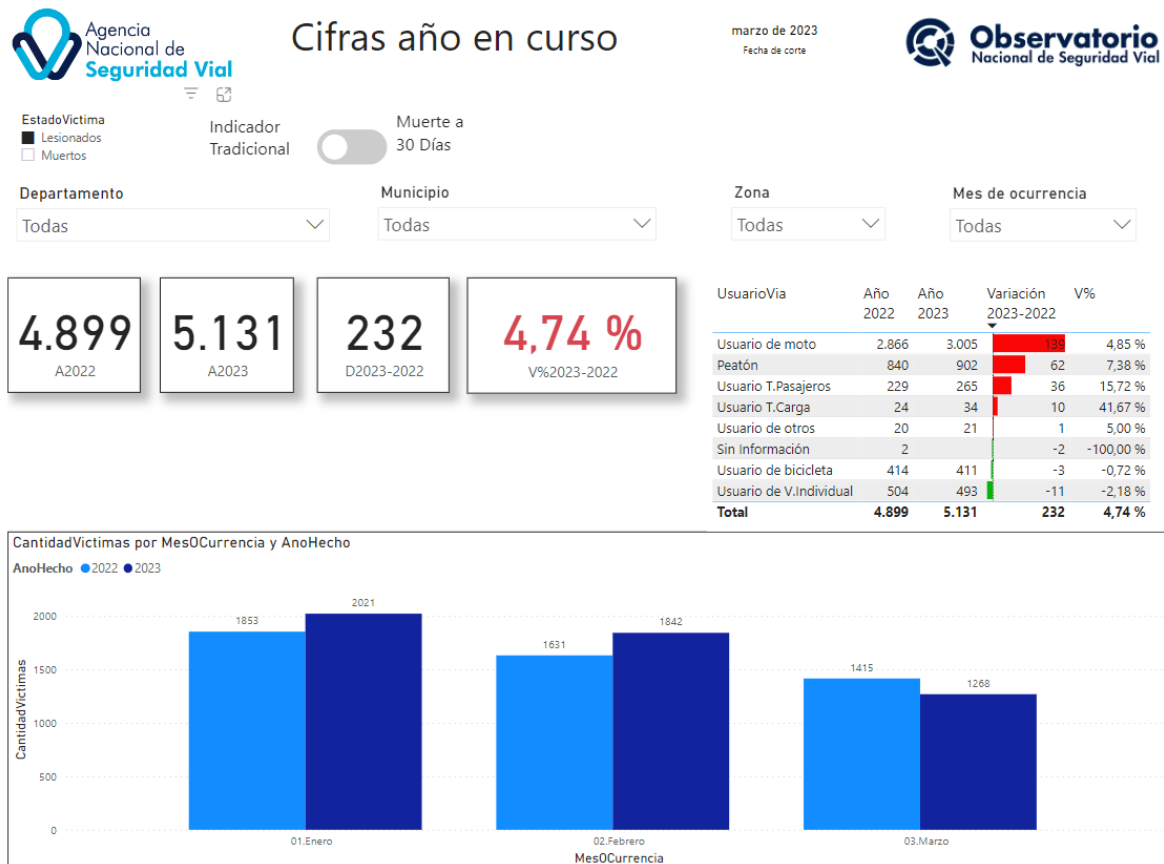 Agencia
Nacional de
Seguridad Vial
Cifras año en curso
marzo de 2023
Fecha de corte
Observatorio
Nacional de Seguridad Vial
EstadoVictima
Lesionados
Muertos
Indicador
Tradicional
Muerte a
30 Días
Departamento
Todas
Municipio
Todas
Zona
Todas
Mes de ocurrencia
Todas
4.899
A2022
5.131
A2023
232
D2023-2022
4,74 %
V%2023-2022
UsuarioVia Año 2022 Año 2023 Variación 2023-2022 V%
Usuario de moto 2.866 3.005 139 4,85 %
Peatón 840 902 62 7,38 %
Usuario T.Pasajeros 229 265 36 15,72 %
Usuario T.Carga 24 34 10 41,67 %
Usuario de otros 20 21 1 5,00 %
Sin Información 2 -2 -100,00 %
Usuario de bicicleta 414 411 -3 -0,72 %
Usuario de V.Individual 504 493 -11 -2,18 %
Total 4.899 5.131 232 4,74 %
CantidadVictimas por MesOCurrencia y AnoHecho
AnoHecho 2022 2023
CantidadVictimas
2000
1500
1000
500
0
1853
2021
1631
1842
1415
1268
01.Enero
02.Febrero
03.Marzo
MesOCurrencia